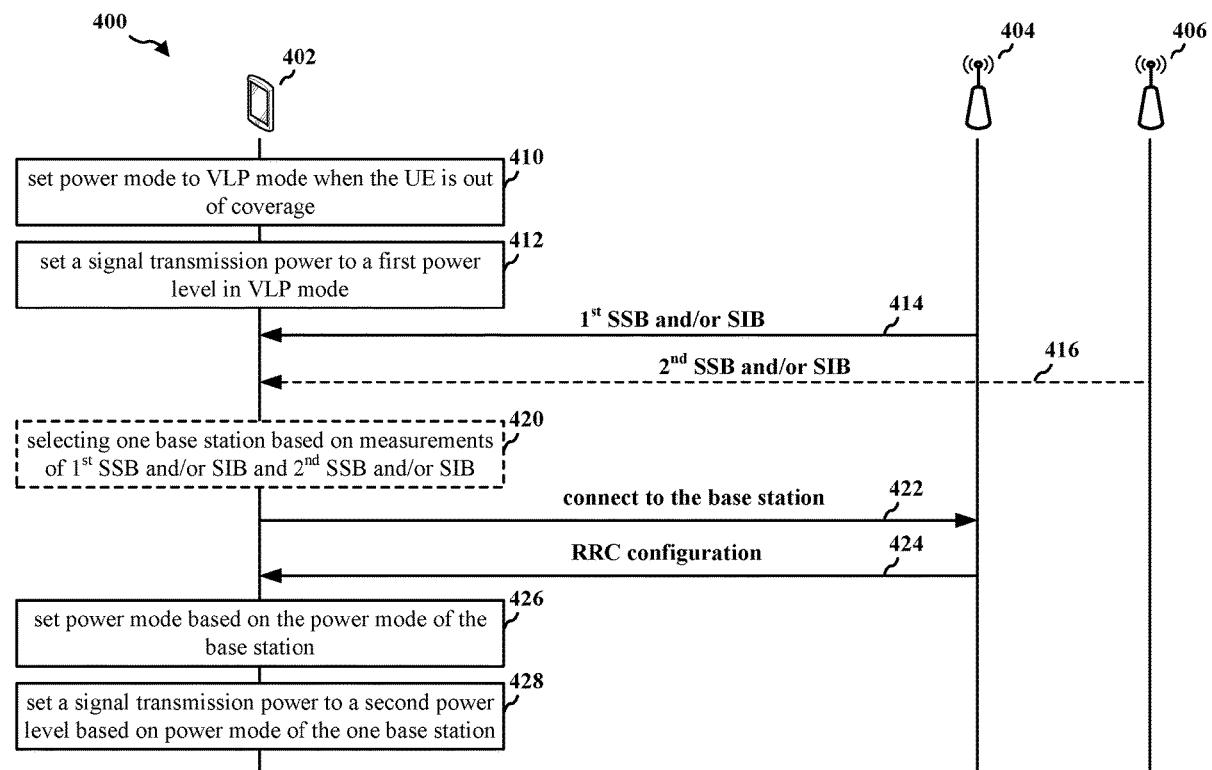 400
402
404
406
410
set power mode to VLP mode when the UE is out
of coverage
412
set a signal transmission power to a first power
level in VLP mode
414
1st SSB and/or SIB
416
2nd SSB and/or SIB
420
selecting one base station based on measurements
of 1st SSB and/or SIB and 2nd SSB and/or SIB
connect to the base station
422
RRC configuration
424
426
set power mode based on the power mode of the
base station
428
set a signal transmission power to a second power
level based on power mode of the one base station